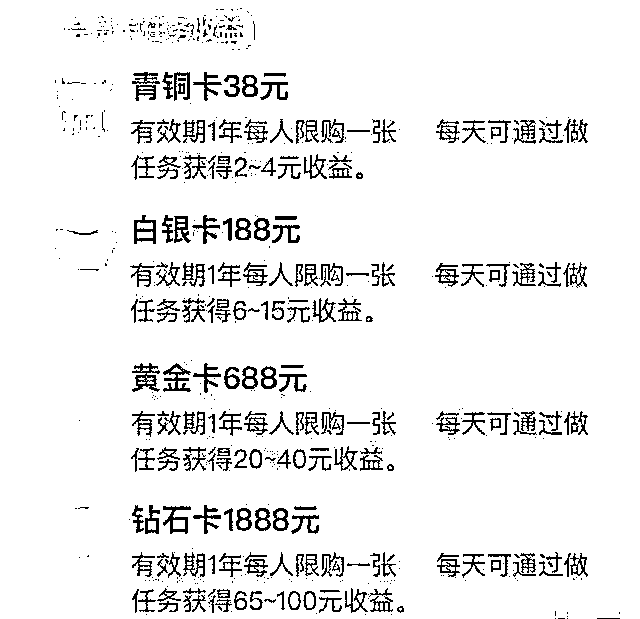 青铜卡38元
有效期1年每人限购一张 每天可通过做
任务获得2~4元收益。
白银卡188元
有效期1年每人限购一张 每天可通过做
任务获得6~15元收益。
黄金卡688元
有效期1年每人限购一张 每天可通过做
任务获得20~40元收益。
钻石卡1888元
有效期1年每人限购一张 每天可通过做
任务获得65~100元收益。